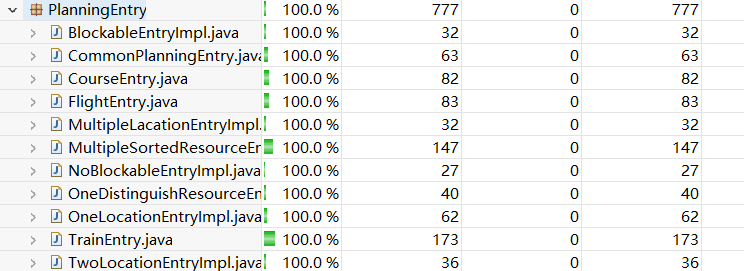 PlanningEntry 100.0 % 777 0 777
BlockableEntryImpl.java 100.0 % 32 0 32
CommonPlanningEntry.java 100.0 % 63 0 63
CourseEntry.java 100.0 % 82 0 82
FlightEntry.java 100.0 % 83 0 83
MultipleLacationEntryImpl. 100.0 % 32 0 32
MultipleSortedResourceEn 100.0 % 147 0 147
NoBlockableEntryImpl.java 100.0 % 27 0 27
OneDistinguishResourceEn 100.0 % 40 0 40
OneLocationEntryImpl.java 100.0 % 62 0 62
TrainEntry.java 100.0 % 173 0 173
TwoLocationEntryImpl.java 100.0 % 36 0 36